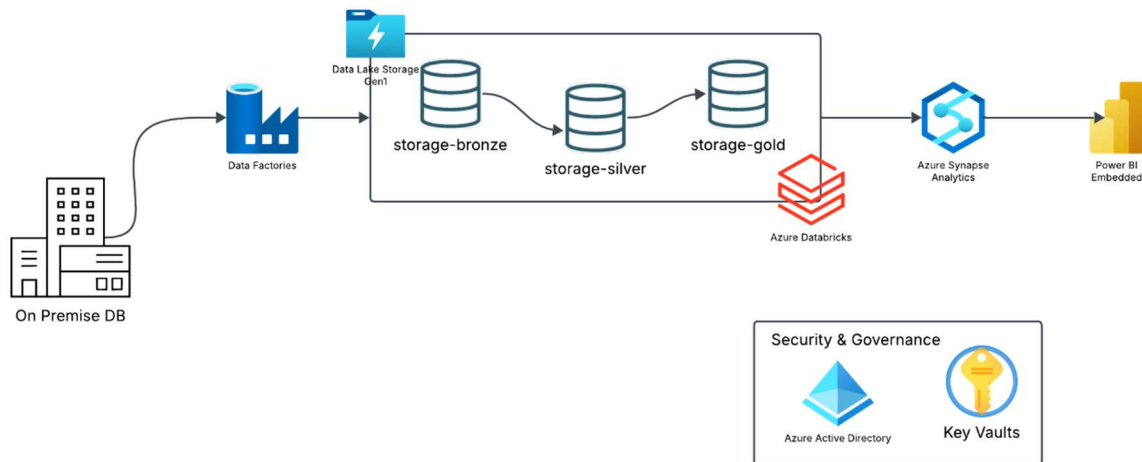 Data Lake Storage
Gen1
storage-bronze
storage-silver
storage-gold
Data Factories
Azure Synapse
Analytics
Power BI
Embedded
Azure Databricks
On Premise DB
Security & Governance
Azure Active Directory
Key Vaults